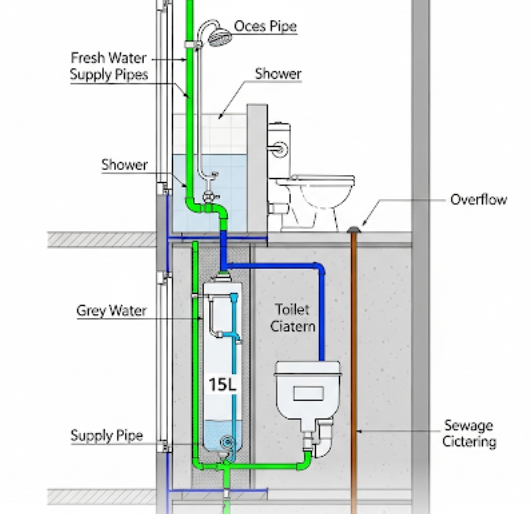 Oces Pipe
Fresh Water
Supply Pipes
Shower
Shower
Overflow
Grey Water
Toilet
Ciatern
15L
Supply Pipe
Sewage
Cictering